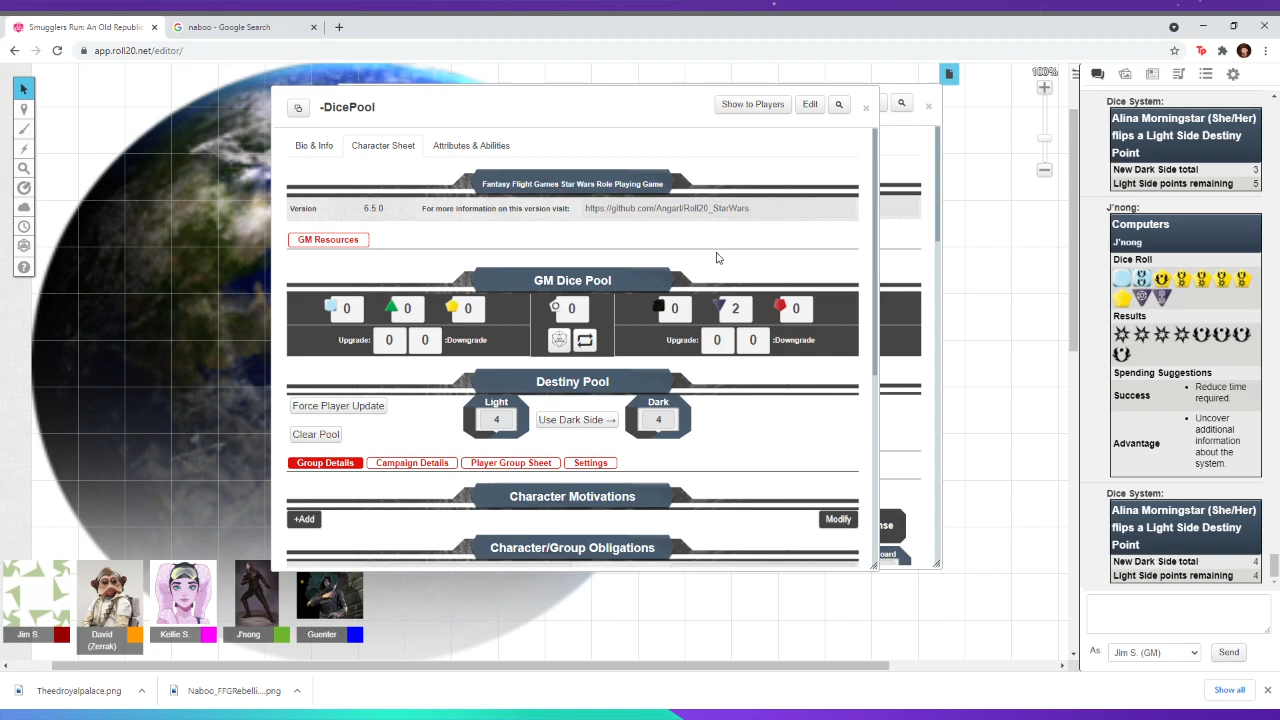 Smugglers Run: An Old Republic
naboo - Google Search
app.roll20.net/editor/
100%
-DicePool
Show to Players
Edit
Bio & Info
Character Sheet
Attributes & Abilities
Fantasy Flight Games Star Wars Role Playing Game
Version
6.5.0
For more information on this version visit:
https://github.com/Angarl/Roll20_StarWars
GM Resources
GM Dice Pool
0
0
0
0
0
2
0
Upgrade:
0
0
:Downgrade
Upgrade:
0
0
:Downgrade
Destiny Pool
Force Player Update
Clear Pool
Light
4
Use Dark Side →
Dark
4
Group Details
Campaign Details
Player Group Sheet
Settings
Character Motivations
+Add
Modify
Character/Group Obligations
Jim S.
David
(Zerrak)
Kellie S.
J'nong
Guenter
Dice System:
Alina Morningstar (She/Her)
flips a Light Side Destiny
Point
New Dark Side total 3
Light Side points remaining 5
J'nong:
Computers
J'nong
Dice Roll
Results
Spending Suggestions
Success
• Reduce time
required.
Advantage
• Uncover
additional
information
about the
system.
Dice System:
Alina Morningstar (She/Her)
flips a Light Side Destiny
Point
New Dark Side total 4
Light Side points remaining 4
As:
Jim S. (GM)
Send
Theedroyalpalace.png
Naboo_FFGRebelli....png
Show all